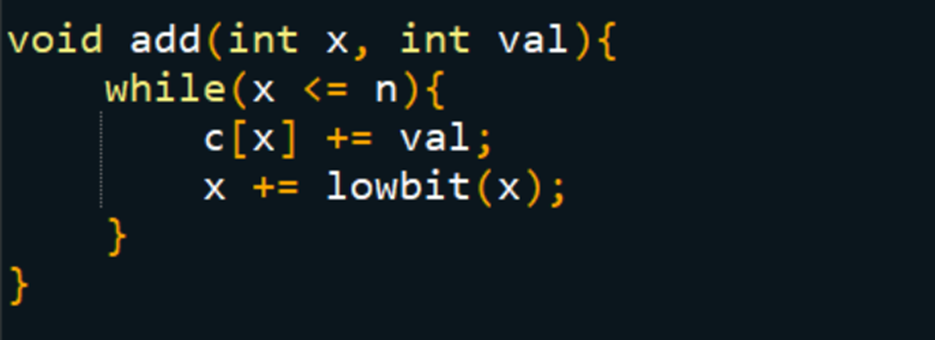 void add(int x, int val){
    while(x <= n){
        c[x] += val;
        x += lowbit(x);
    }
}